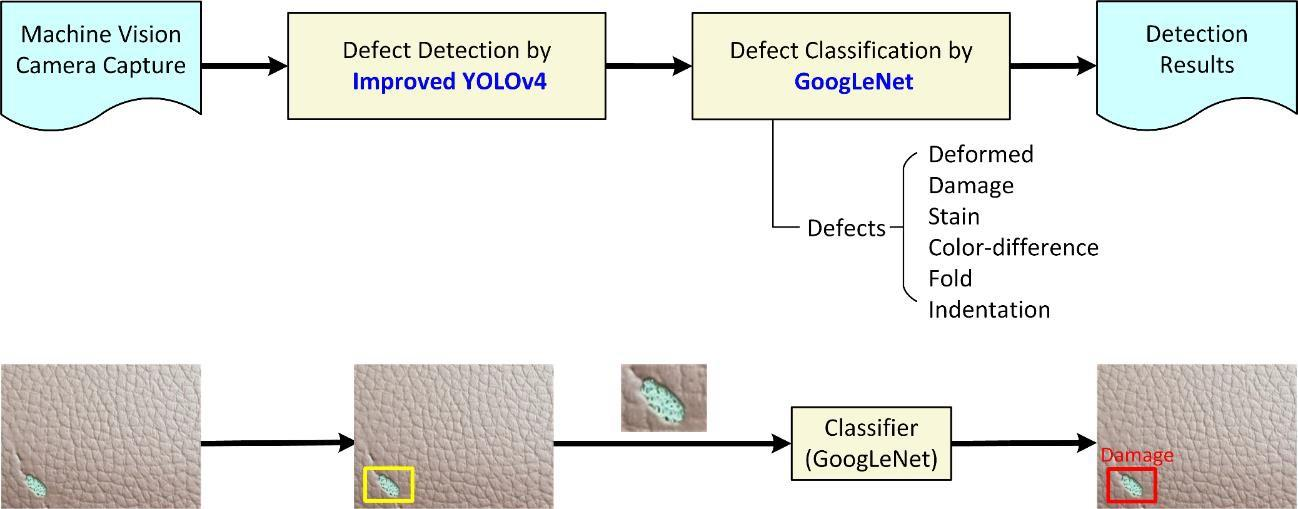 Machine Vision
Camera Capture
Defect Detection by
Improved YOLOv4
Defect Classification by
GoogLeNet
Detection
Results
Defects
Deformed
Damage
Stain
Color-difference
Fold
Indentation
Classifier
(GoogLeNet)
Damage